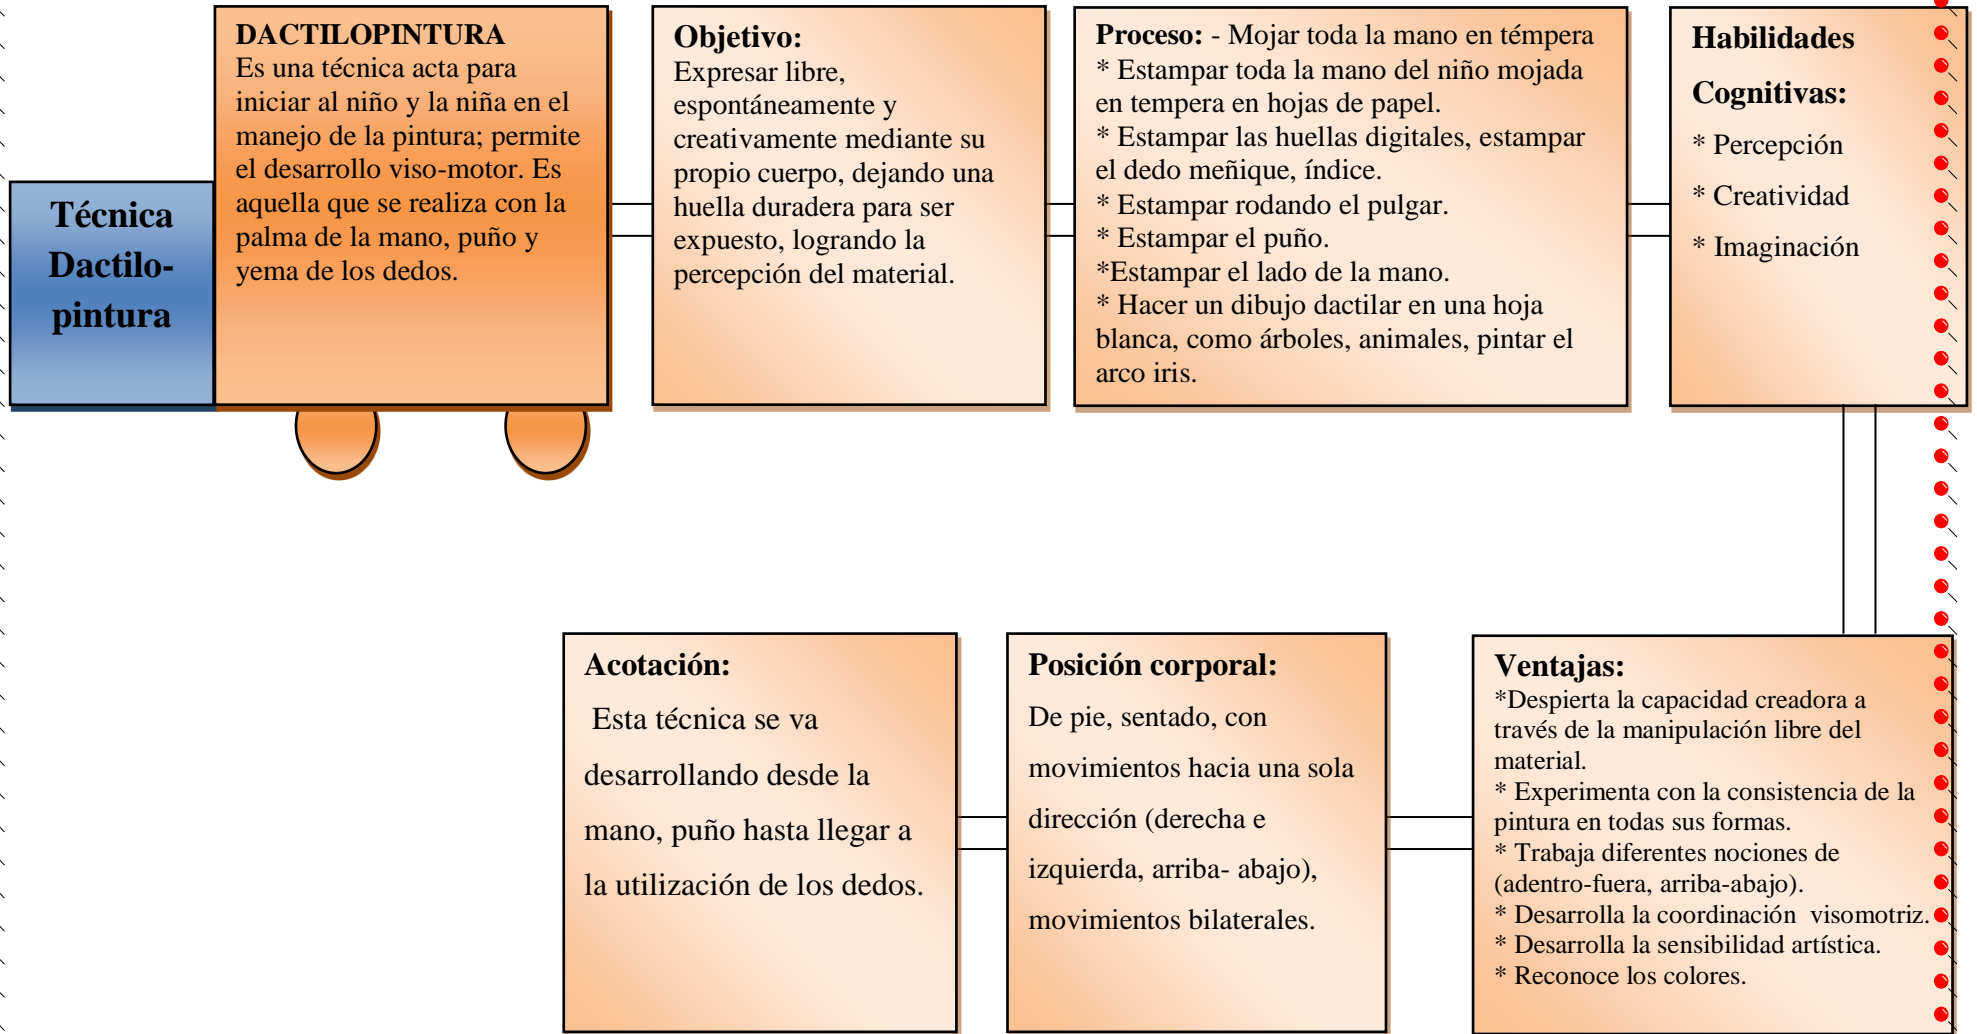 Técnica
Dactilo-
pintura
DACTILOPINTURA
Es una técnica acta para
iniciar al niño y la niña en el
manejo de la pintura; permite
el desarrollo viso-motor. Es
aquella que se realiza con la
palma de la mano, puño y
yema de los dedos.
Objetivo:
Expresar libre,
espontáneamente y
creativamente mediante su
propio cuerpo, dejando una
huella duradera para ser
expuesto, logrando la
percepción del material.
Proceso: - Mojar toda la mano en témpera
* Estampar toda la mano del niño mojada
en tempera en hojas de papel.
* Estampar las huellas digitales, estampar
el dedo meñique, índice.
* Estampar rodando el pulgar.
* Estampar el puño.
*Estampar el lado de la mano.
* Hacer un dibujo dactilar en una hoja
blanca, como árboles, animales, pintar el
arco iris.
Habilidades
Cognitivas:
* Percepción
* Creatividad
* Imaginación
Ventajas:
*Despierta la capacidad creadora a
través de la manipulación libre del
material.
* Experimenta con la consistencia de la
pintura en todas sus formas.
* Trabaja diferentes nociones de
(adentro-fuera, arriba-abajo).
* Desarrolla la coordinación  visomotriz.
* Desarrolla la sensibilidad artística.
* Reconoce los colores.
Posición corporal:
De pie, sentado, con
movimientos hacia una sola
dirección (derecha e
izquierda, arriba- abajo),
movimientos bilaterales.
Acotación:
Esta técnica se va
desarrollando desde la
mano, puño hasta llegar a
la utilización de los dedos.